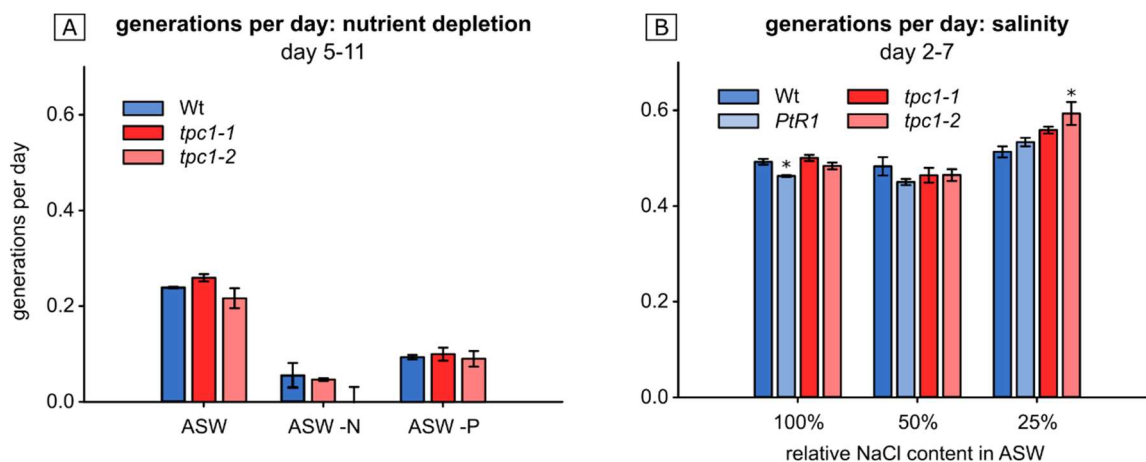 A
generations per day: nutrient depletion
day 5-11
generations per day
0.6
0.4
0.2
0.0
Wt
tpc1-1
tpc1-2
ASW
ASW -N
ASW -P
B
generations per day: salinity
day 2-7
0.6
0.4
0.2
0.0
Wt
PtR1
tpc1-1
tpc1-2
*
*
100%
50%
25%
relative NaCl content in ASW